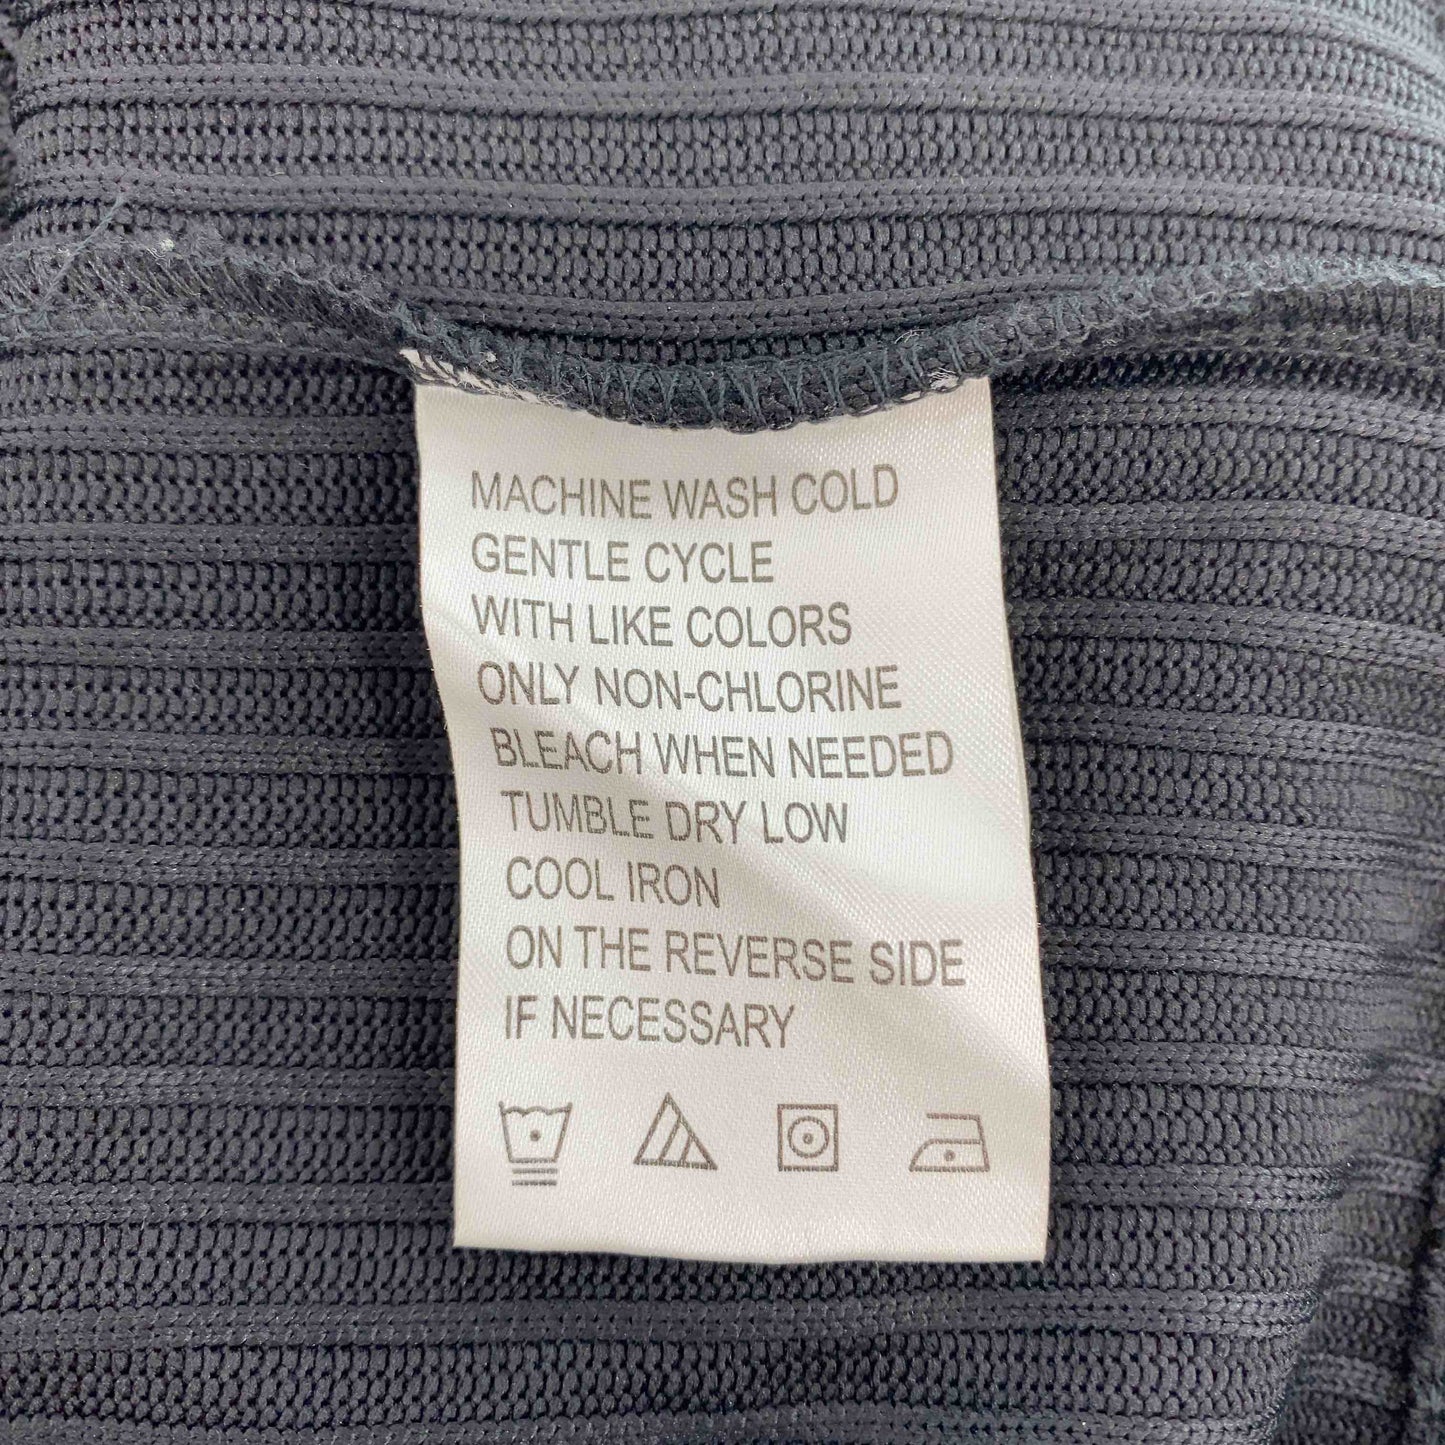 MACHINE WASH COLD
GENTLE CYCLE
WITH LIKE COLORS
ONLY NON-CHLORINE
BLEACH WHEN NEEDED
TUMBLE DRY LOW
COOL IRON
ON THE REVERSE SIDE
IF NECESSARY